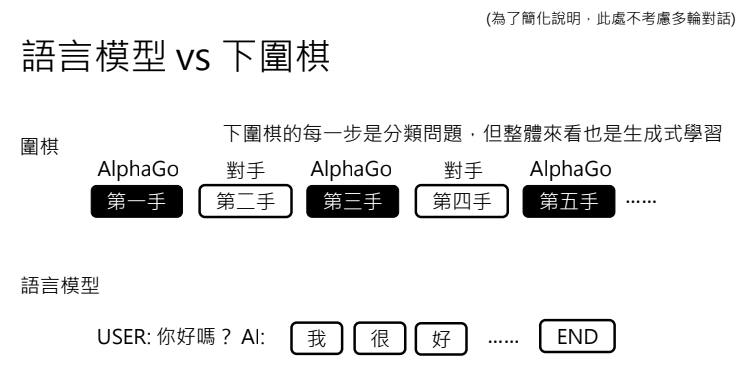 (為了簡化說明，此處不考慮多輪對話)
語言模型 vs 下圍棋
下圍棋的每一步是分類問題，但整體來看也是生成式學習
圍棋
AlphaGo 對手 AlphaGo 對手 AlphaGo
第一手 第二手 第三手 第四手 第五手 ……
語言模型
USER: 你好嗎？ AI: 我 很 好 …… END